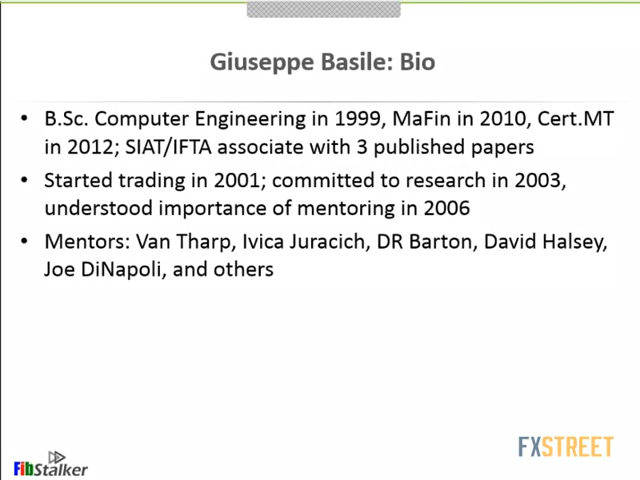 Giuseppe Basile: Bio
• B.Sc. Computer Engineering in 1999, MaFin in 2010, Cert.MT
in 2012; SIAT/IFTA associate with 3 published papers
• Started trading in 2001; committed to research in 2003,
understood importance of mentoring in 2006
• Mentors: Van Tharp, Ivica Juracich, DR Barton, David Halsey,
Joe DiNapoli, and others
FXSTREET
FibStalker